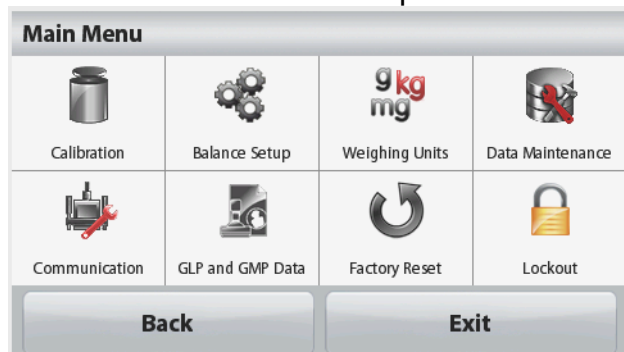 Main Menu
g kg
mg
Calibration
Balance Setup
Weighing Units
Data Maintenance
Communication
GLP and GMP Data
Factory Reset
Lockout
Back
Exit